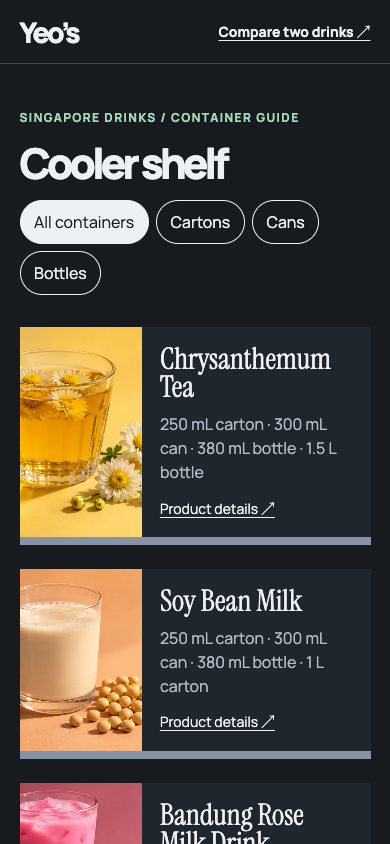 Yeo's
Compare two drinks ↗
SINGAPORE DRINKS / CONTAINER GUIDE
Cooler shelf
All containers
Cartons
Cans
Bottles
Chrysanthemum
Tea
250 mL carton · 300 mL
can · 380 mL bottle · 1.5 L
bottle
Product details ↗
Soy Bean Milk
250 mL carton · 300 mL
can · 380 mL bottle · 1 L
carton
Product details ↗
Bandung Rose
Milk Drink